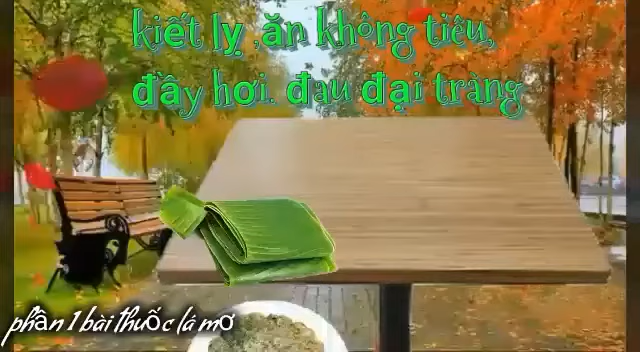 kiết lỵ ,ăn không tiêu,
đầy hơi. đau đại tràng
phần 1 bài thuốc lá mơ